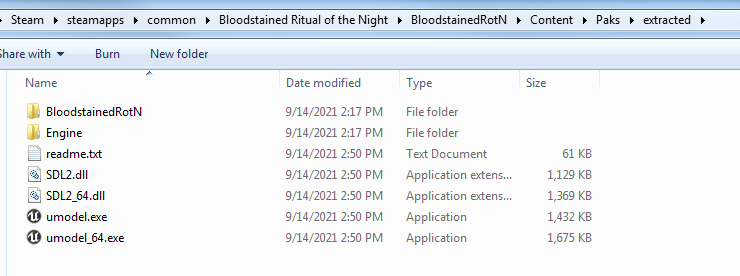 Steam steamapps common Bloodstained Ritual of the Night BloodstainedRotN Content Paks extracted
Share with Burn New folder
Name Date modified Type Size
BloodstainedRotN 9/14/2021 2:17 PM File folder
Engine 9/14/2021 2:17 PM File folder
readme.txt 9/14/2021 2:50 PM Text Document 61 KB
SDL2.dll 9/14/2021 2:50 PM Application extens... 1,129 KB
SDL2_64.dll 9/14/2021 2:50 PM Application extens... 1,369 KB
umodel.exe 9/14/2021 2:50 PM Application 1,432 KB
umodel_64.exe 9/14/2021 2:50 PM Application 1,675 KB